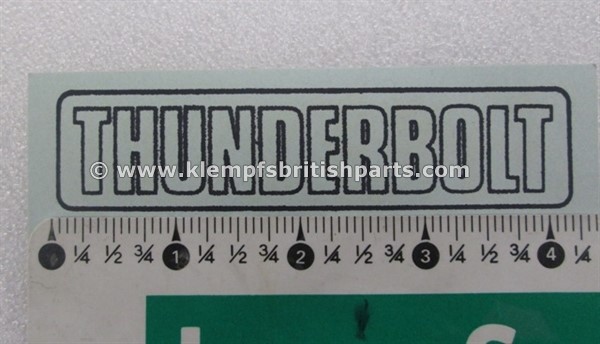 THUNDERBOLT
© www.klempfsbritishparts.com
1/4 1/2 3/4 1 1/4 1/2 3/4 2 1/4 1/2 3/4 3 1/4 1/2 3/4 4 1/4